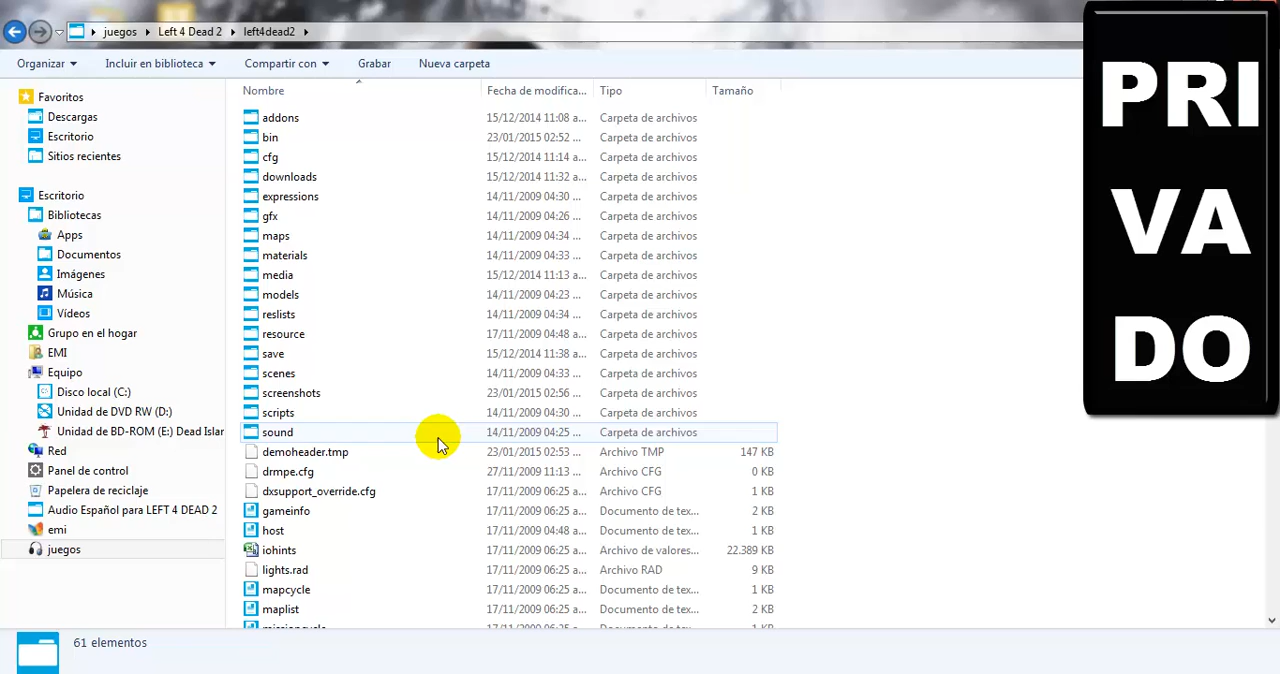 juegos Left 4 Dead 2 left4dead2
Organizar Incluir en biblioteca Compartir con Grabar Nueva carpeta
Favoritos
Descargas
Escritorio
Sitios recientes
Escritorio
Bibliotecas
Apps
Documentos
Imágenes
Música
Vídeos
Grupo en el hogar
EMI
Equipo
Disco local (C:)
Unidad de DVD RW (D:)
Unidad de BD-ROM (E:) Dead Islar
Red
Panel de control
Papelera de reciclaje
Audio Español para LEFT 4 DEAD 2
emi
juegos
Nombre Fecha de modifica... Tipo Tamaño
addons 15/12/2014 11:08 a... Carpeta de archivos
bin 23/01/2015 02:52 ... Carpeta de archivos
cfg 15/12/2014 11:14 a... Carpeta de archivos
downloads 15/12/2014 11:32 a... Carpeta de archivos
expressions 14/11/2009 04:30 ... Carpeta de archivos
gfx 14/11/2009 04:26 ... Carpeta de archivos
maps 14/11/2009 04:34 ... Carpeta de archivos
materials 14/11/2009 04:33 ... Carpeta de archivos
media 15/12/2014 11:13 a... Carpeta de archivos
models 14/11/2009 04:23 ... Carpeta de archivos
reslists 14/11/2009 04:34 ... Carpeta de archivos
resource 17/11/2009 04:48 a... Carpeta de archivos
save 15/12/2014 11:38 a... Carpeta de archivos
scenes 14/11/2009 04:33 ... Carpeta de archivos
screenshots 23/01/2015 02:56 ... Carpeta de archivos
scripts 14/11/2009 04:30 ... Carpeta de archivos
sound 14/11/2009 04:25 ... Carpeta de archivos
demoheader.tmp 23/01/2015 02:53 ... Archivo TMP 147 KB
drmpe.cfg 27/11/2009 11:13 ... Archivo CFG 0 KB
dxsupport_override.cfg 17/11/2009 06:25 a... Archivo CFG 1 KB
gameinfo 17/11/2009 06:25 a... Documento de tex... 2 KB
host 17/11/2009 04:48 a... Documento de tex... 1 KB
iohints 17/11/2009 06:25 a... Archivo de valores... 22.389 KB
lights.rad 17/11/2009 06:25 a... Archivo RAD 9 KB
mapcycle 17/11/2009 06:25 a... Documento de tex... 1 KB
maplist 17/11/2009 06:25 a... Documento de tex... 2 KB
missioncycle 17/11/2009 06:25 a... Documento de tex... 1 KB
61 elementos
PRI
VA
DO